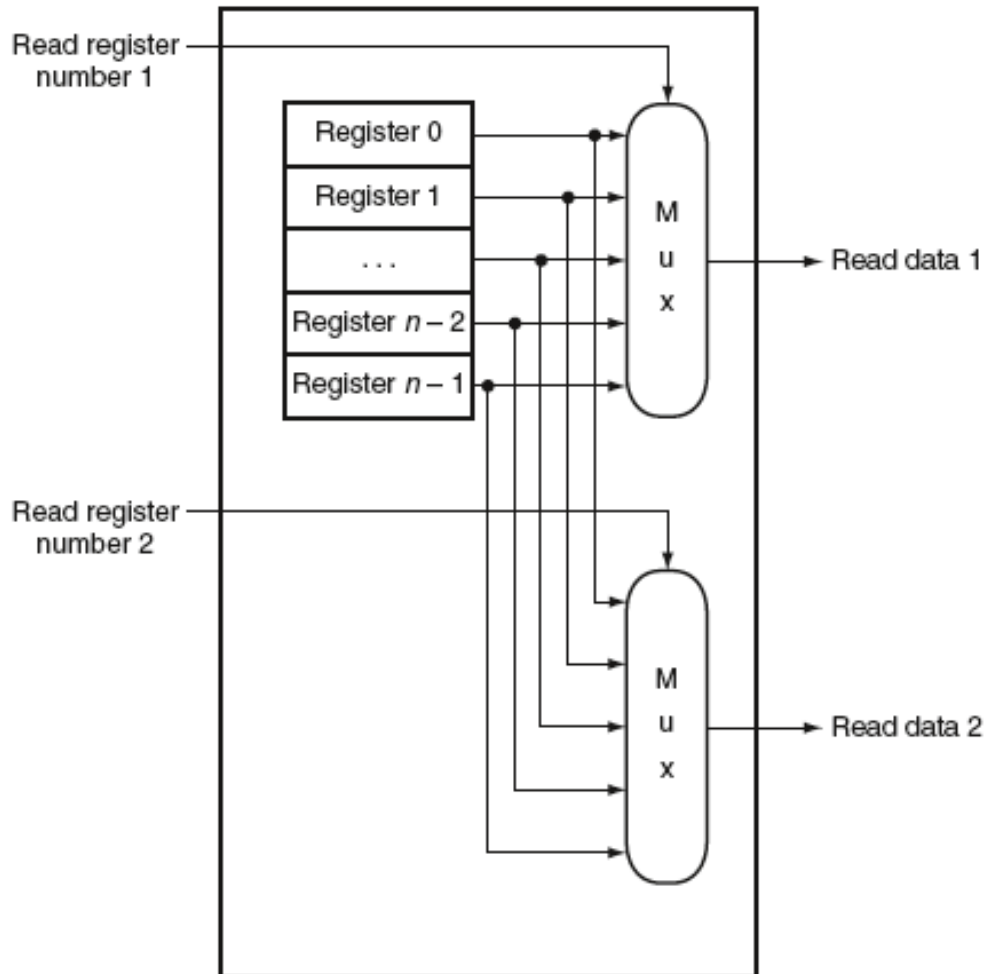 Read register
number 1
Register 0
Register 1
. . .
Register n – 2
Register n – 1
M
u
x
Read data 1
Read register
number 2
M
u
x
Read data 2